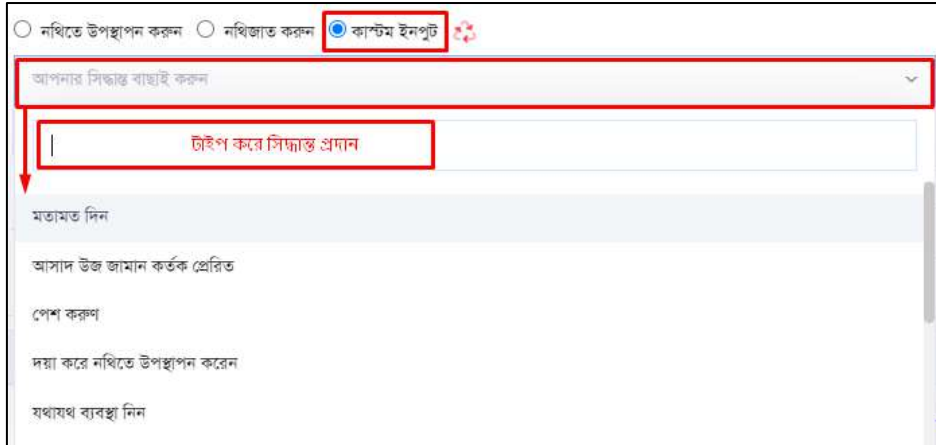 নথিতে উপস্থাপন করুন নথিজাত করুন কাস্টম ইনপুট
আপনার সিদ্ধান্ত বাছাই করুন
টাইপ করে সিদ্ধান্ত প্রদান
মতামত দিন
আসাদ উজ জামান কর্তক প্রেরিত
পেশ করুণ
দয়া করে নথিতে উপস্থাপন করেন
যথাযথ ব্যবস্থা নিন